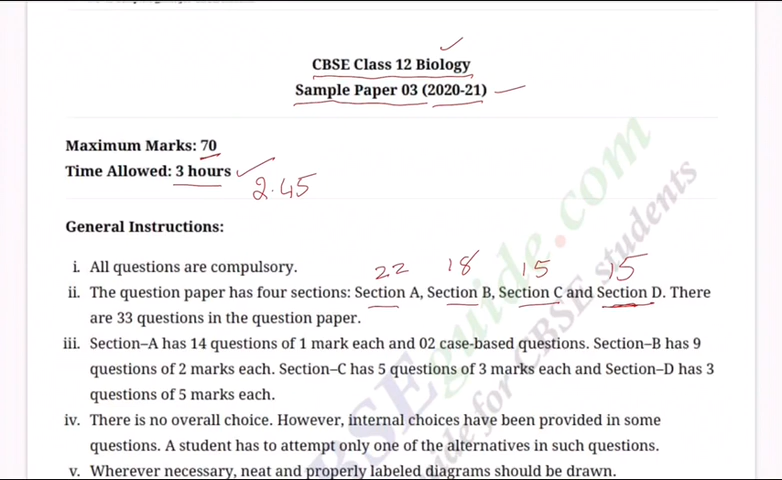 CBSE Class 12 Biology
Sample Paper 03 (2020-21)
Maximum Marks: 70
Time Allowed: 3 hours
2.45
General Instructions:
i. All questions are compulsory.
22 18 15 15
ii. The question paper has four sections: Section A, Section B, Section C and Section D. There
are 33 questions in the question paper.
iii. Section–A has 14 questions of 1 mark each and 02 case-based questions. Section–B has 9
questions of 2 marks each. Section–C has 5 questions of 3 marks each and Section–D has 3
questions of 5 marks each.
iv. There is no overall choice. However, internal choices have been provided in some
questions. A student has to attempt only one of the alternatives in such questions.
v. Wherever necessary, neat and properly labeled diagrams should be drawn.